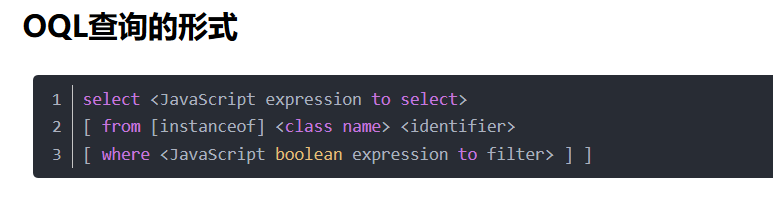 OQL查询的形式
1 select <JavaScript expression to select>
2 [ from [instanceof] <class name> <identifier>
3 [ where <JavaScript boolean expression to filter> ] ]